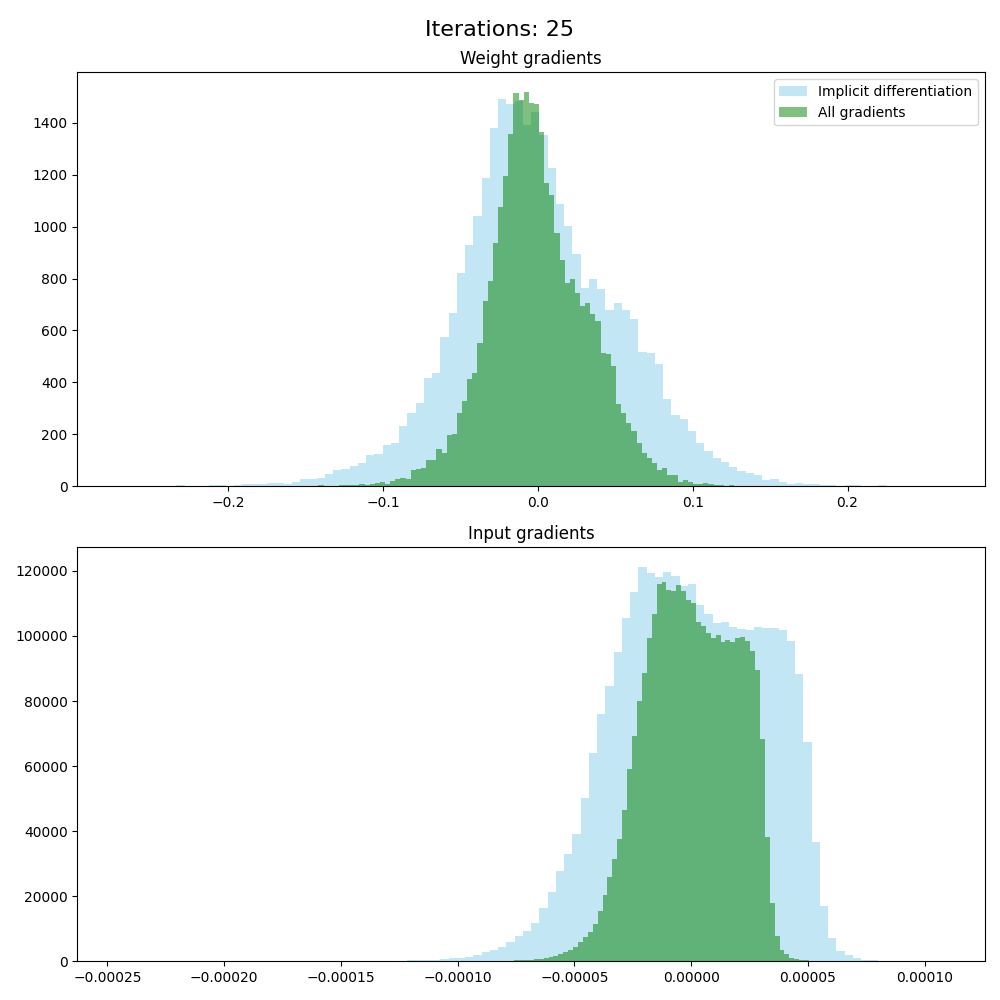 Iterations: 25
Weight gradients
Implicit differentiation
All gradients
1400
1200
1000
800
600
400
200
0
−0.2 −0.1 0.0 0.1 0.2
Input gradients
120000
100000
80000
60000
40000
20000
0
−0.00025 −0.00020 −0.00015 −0.00010 −0.00005 0.00000 0.00005 0.00010